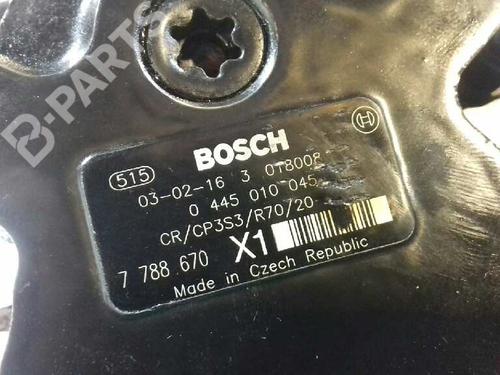 B-PARTS
BOSCH
515
03-02-16 3 018008
0 445 010 045
CR/CP3S3/R70/20
7 788 670 X1
Made in Czech Republic